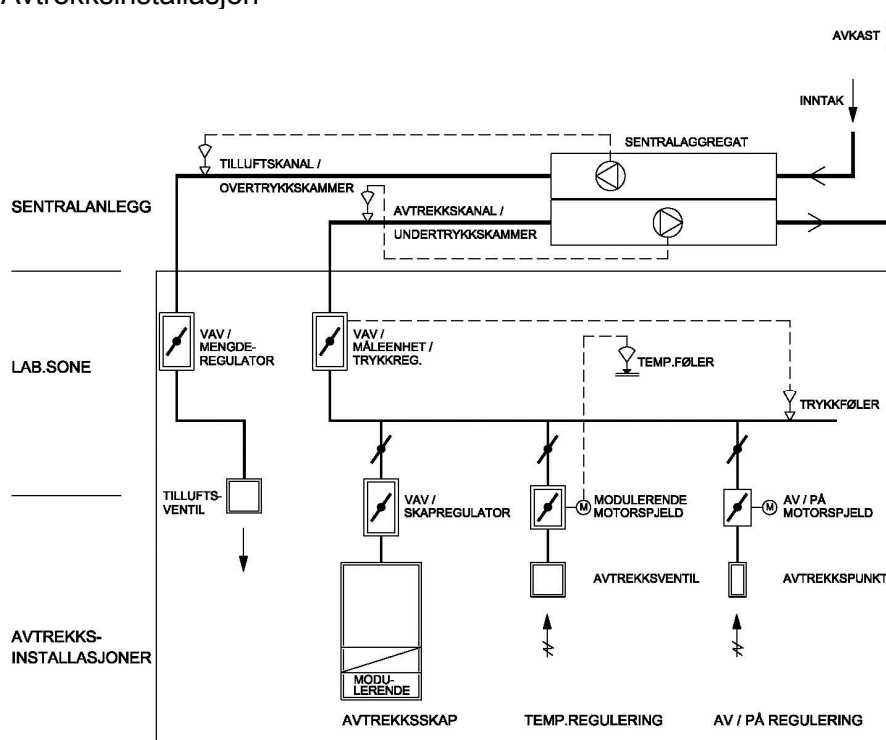 Avtrekksinstallasjon
AVKAST
INNTAK
SENTRALAGGREGAT
TILLUFTSKANAL /
OVERTRYKKSKAMMER
SENTRALANLEGG
AVTREKKSKANAL /
UNDERTRYKKSKAMMER
VAV /
MENGDE-
REGULATOR
VAV /
MÅLEENHET /
TRYKKREG.
LAB.SONE
TEMP.FØLER
TRYKKFØLER
TILLUFTS-
VENTIL
VAV /
SKAPREGULATOR
M
MODULERENDE
MOTORSPJELD
M
AV / PÅ
MOTORSPJELD
AVTREKKSVENTIL
AVTREKKSPUNKT
AVTREKKS-
INSTALLASJONER
MODU-
LERENDE
AVTREKKSSKAP
TEMP.REGULERING
AV / PÅ REGULERING